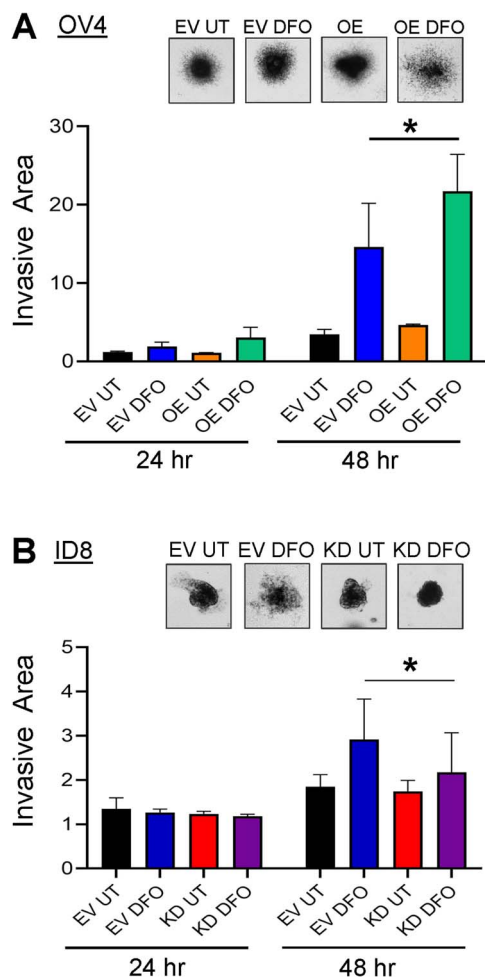 A OV4
EV UT EV DFO OE OE DFO
*
30
20
10
0
Invasive Area
EV UT EV DFO OE UT OE DFO EV UT EV DFO OE UT OE DFO
24 hr 48 hr
B ID8
EV UT EV DFO KD UT KD DFO
*
5
4
3
2
1
0
Invasive Area
EV UT EV DFO KD UT KD DFO EV UT EV DFO KD UT KD DFO
24 hr 48 hr